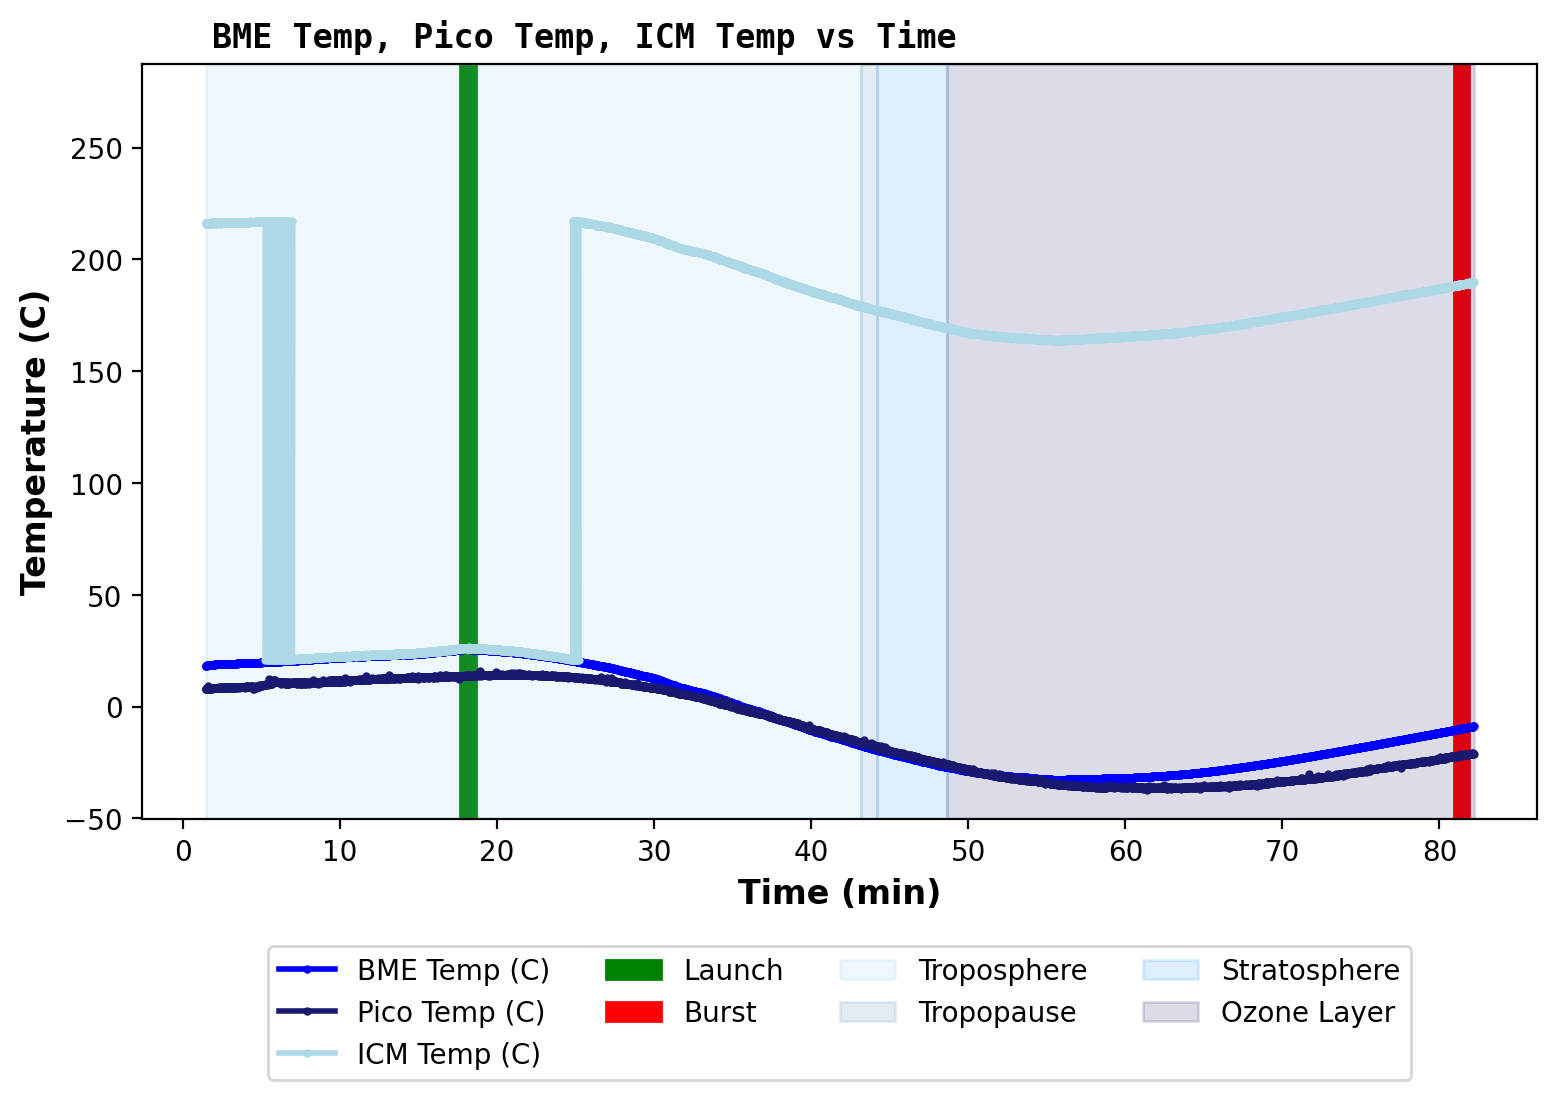 BME Temp, Pico Temp, ICM Temp vs Time
Temperature (C)
250
200
150
100
50
0
−50
0 10 20 30 40 50 60 70 80
Time (min)
BME Temp (C) Launch Troposphere Stratosphere
Pico Temp (C) Burst Tropopause Ozone Layer
ICM Temp (C)